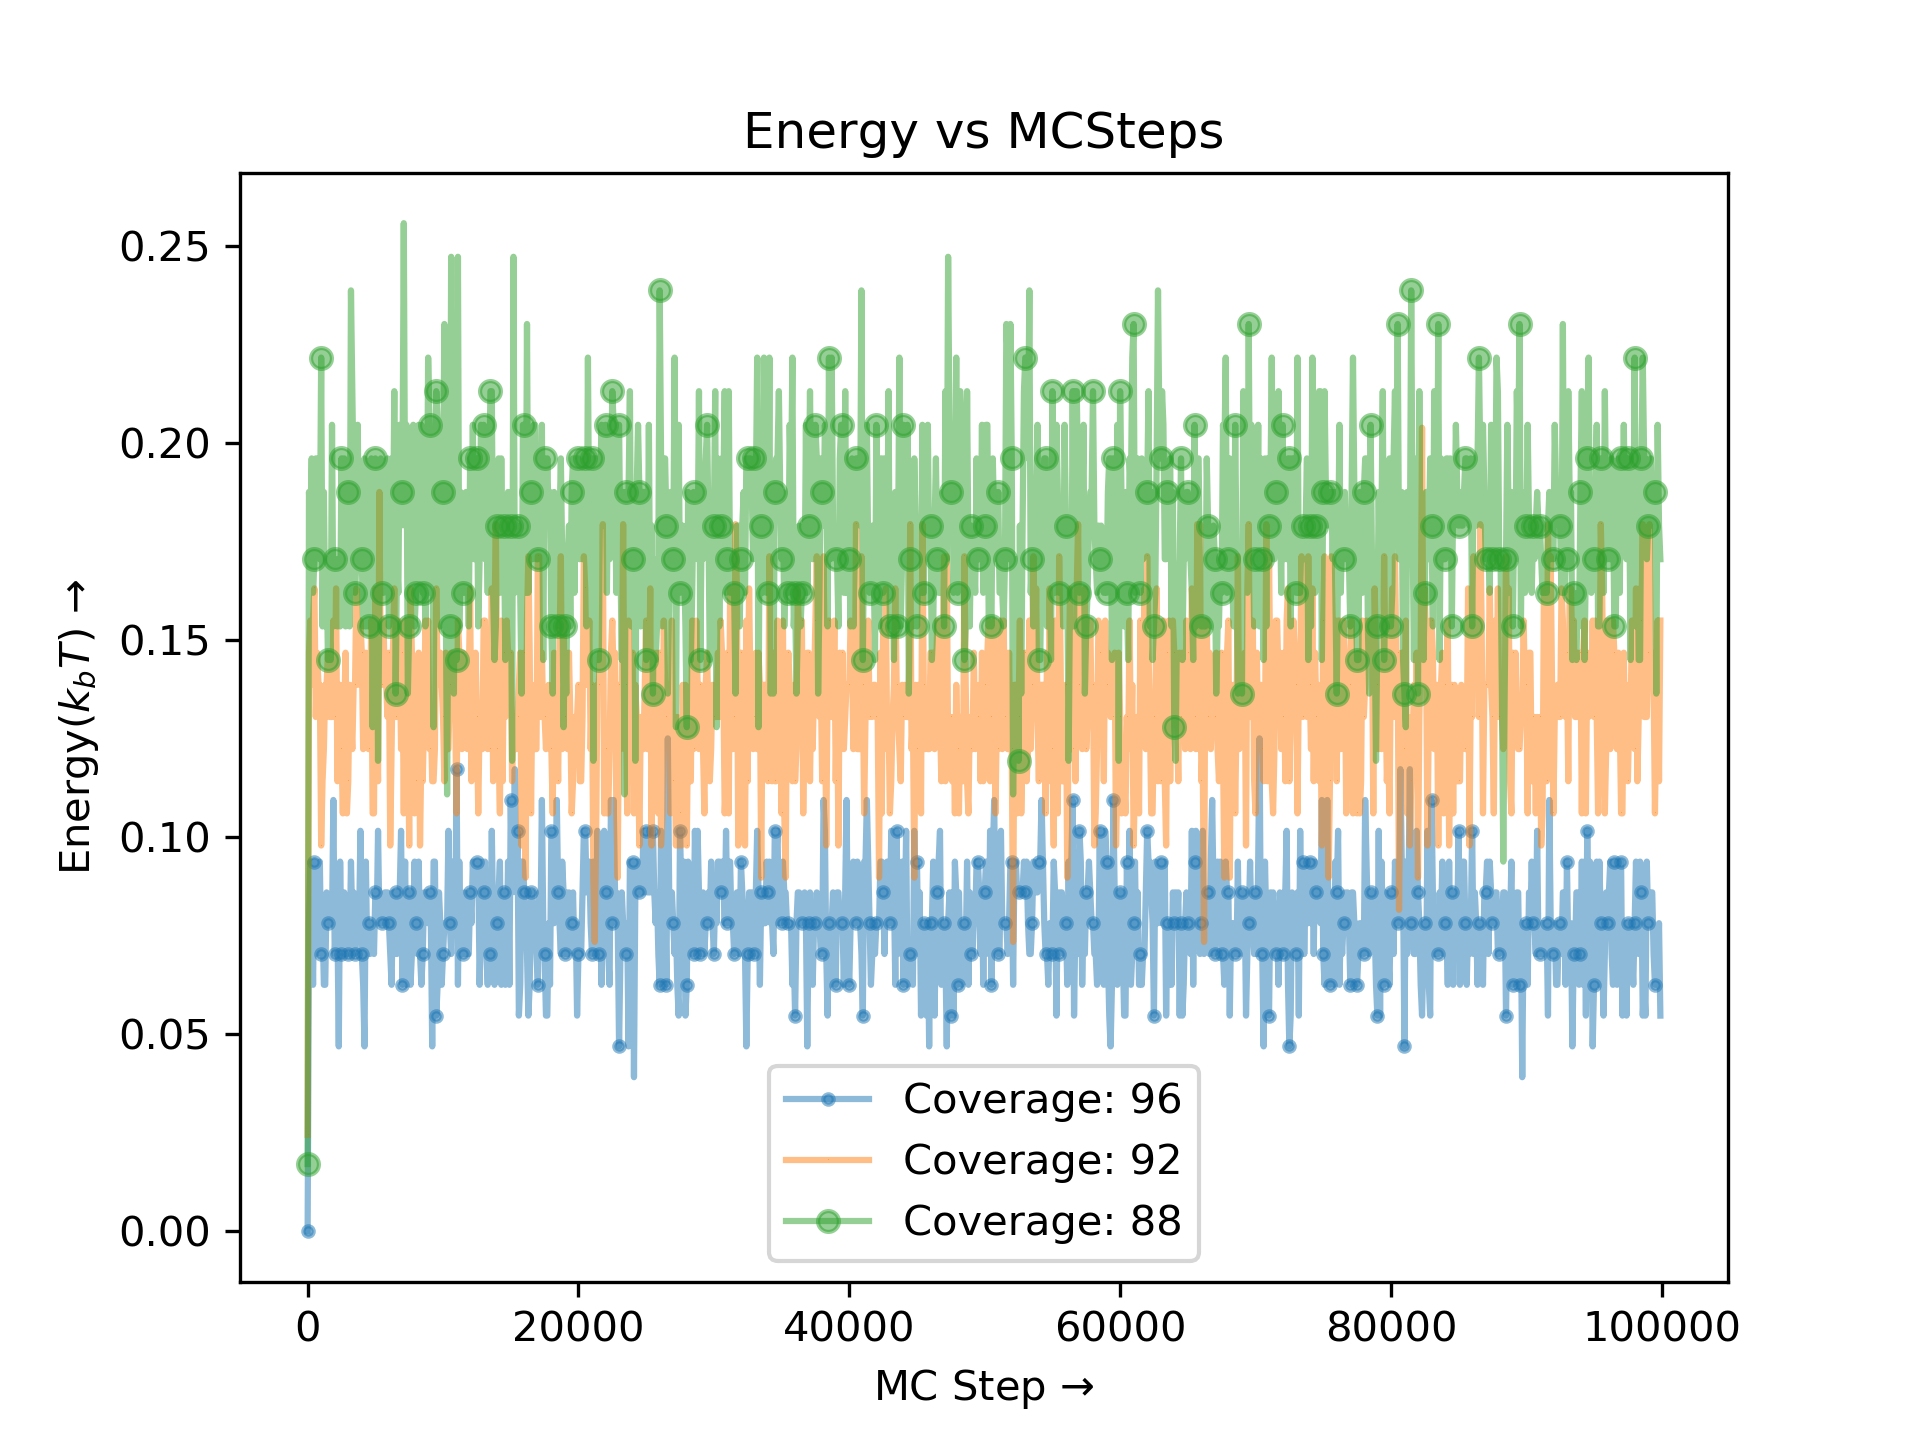 Energy vs MCSteps
Energy(k_bT) →
0.25
0.20
0.15
0.10
0.05
0.00
Coverage: 96
Coverage: 92
Coverage: 88
0 20000 40000 60000 80000 100000
MC Step →